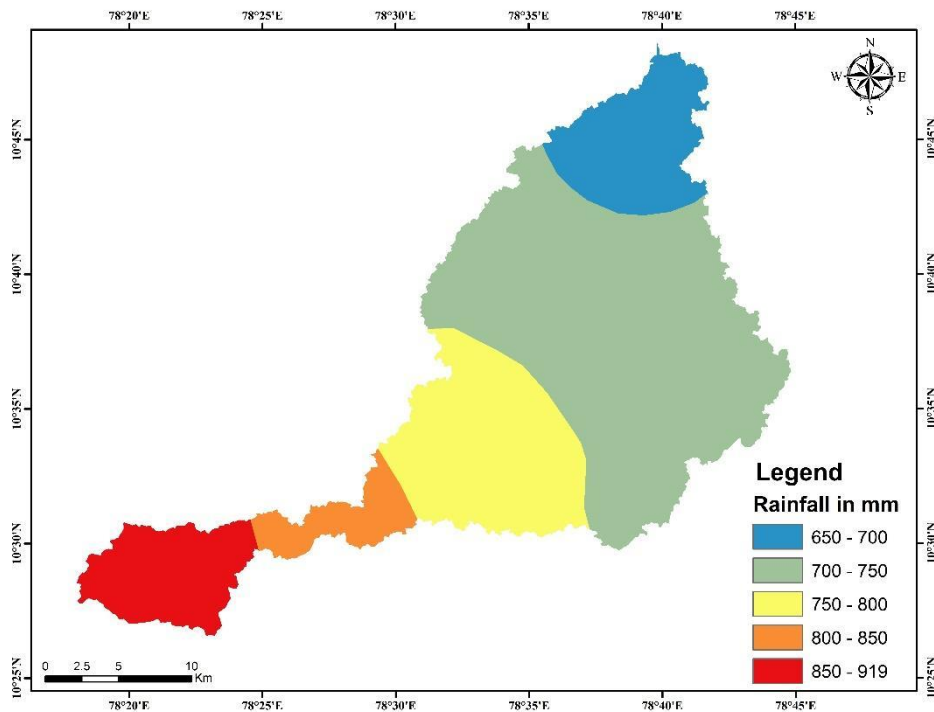 78°20'E 78°25'E 78°30'E 78°35'E 78°40'E 78°45'E
N
W E
S
10°45'N 10°45'N
10°40'N 10°40'N
10°35'N 10°35'N
10°30'N 10°30'N
10°25'N 10°25'N
Legend
Rainfall in mm
650 - 700
700 - 750
750 - 800
800 - 850
850 - 919
0 2.5 5 10
Km
78°20'E 78°25'E 78°30'E 78°35'E 78°40'E 78°45'E